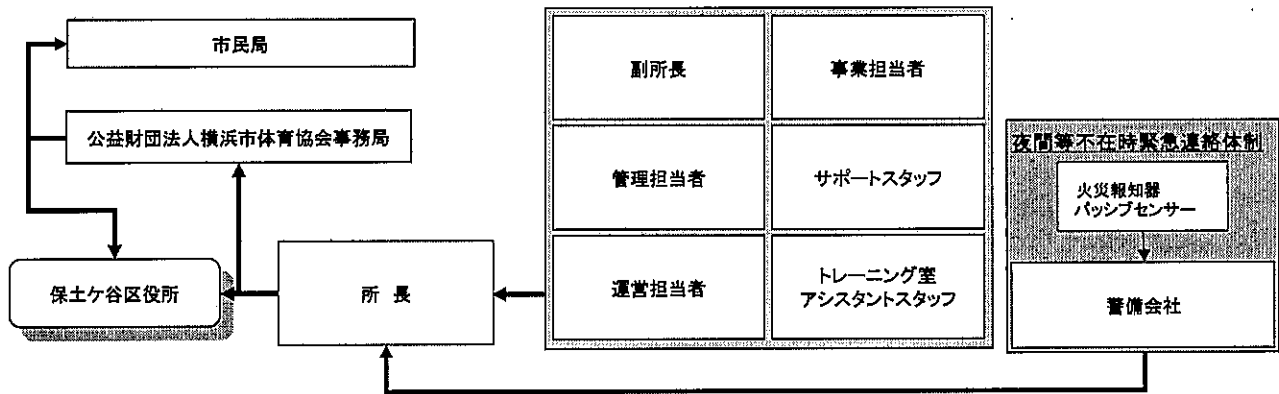 市民局
公益財団法人横浜市体育協会事務局
保土ケ谷区役所
所 長
副所長
事業担当者
管理担当者
サポートスタッフ
運営担当者
トレーニング室
アシスタントスタッフ
夜間等不在時緊急連絡体制
火災報知器
パッシブセンサー
警備会社